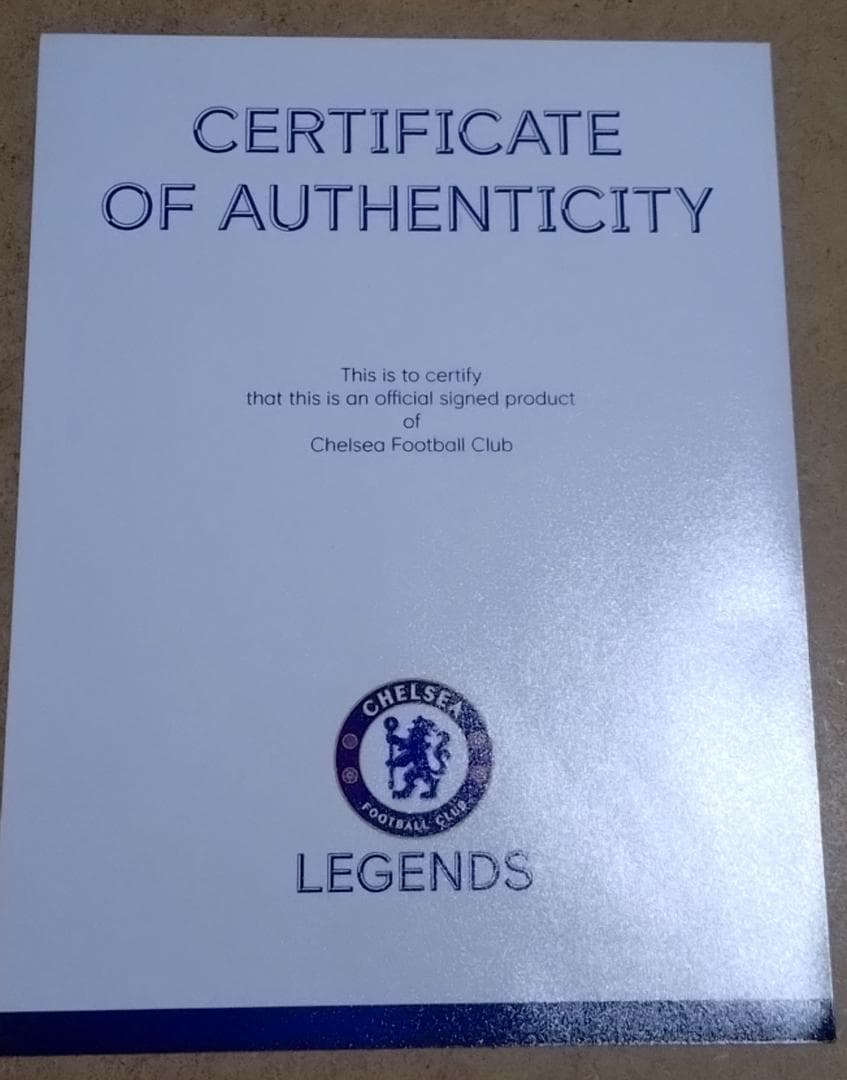 CERTIFICATE
OF AUTHENTICITY
This is to certify
that this is an official signed product
of
Chelsea Football Club
CHELSEA
FOOTBALL CLUB
LEGENDS